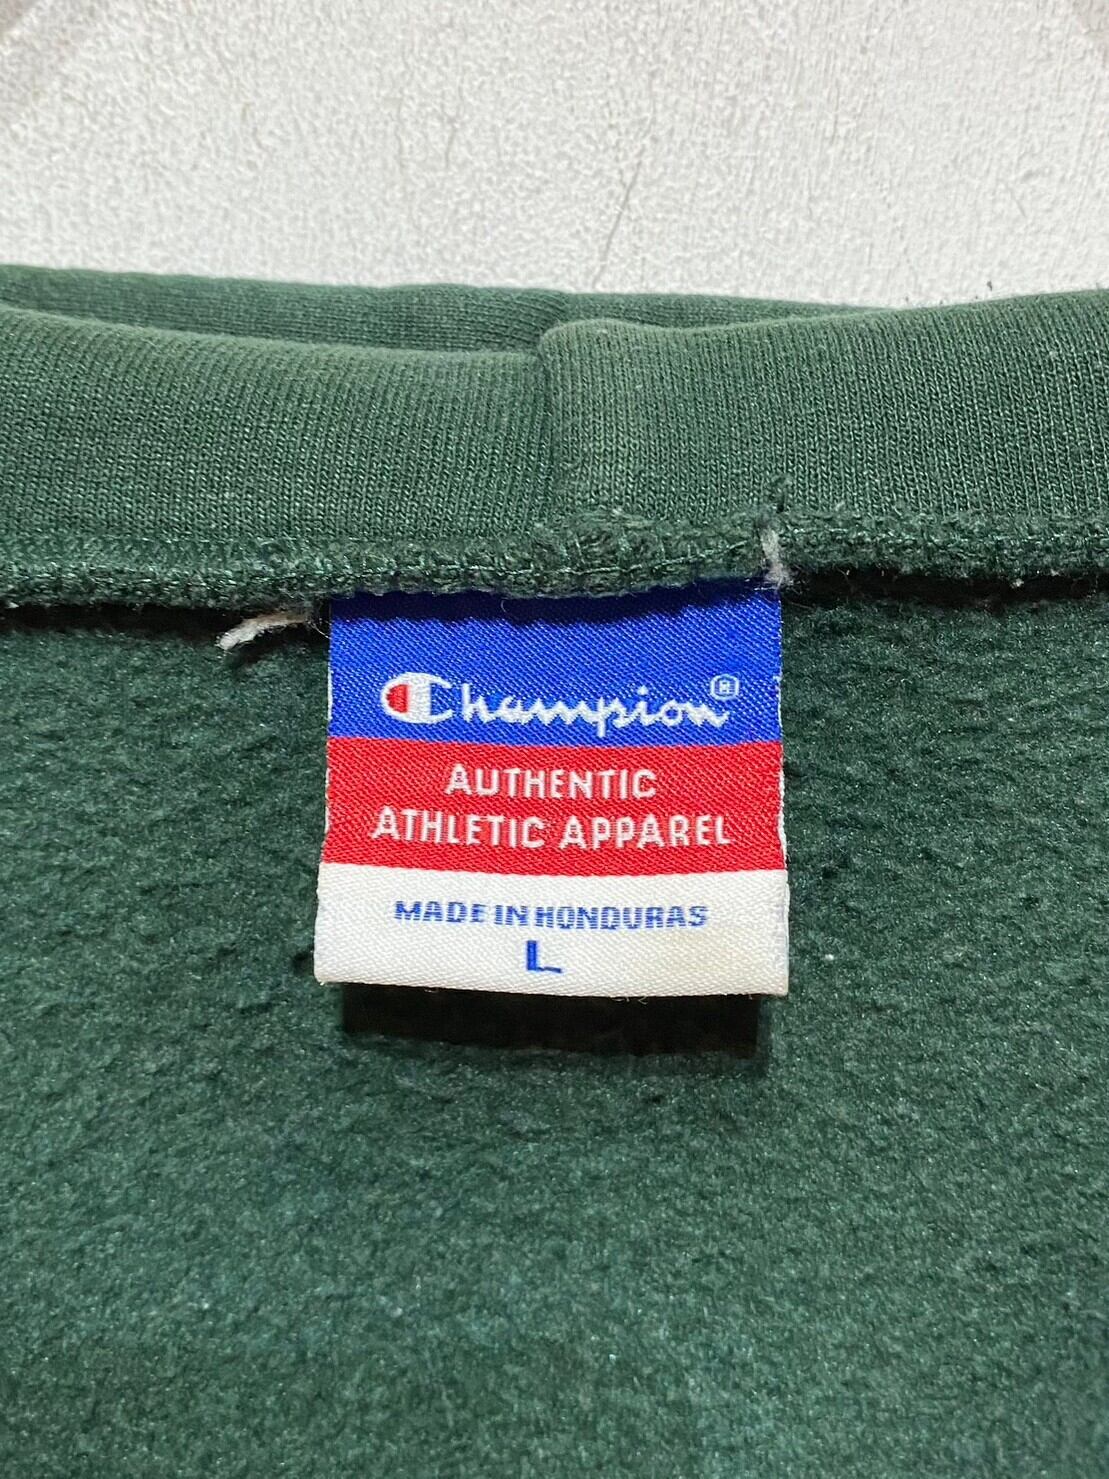 Champion®
AUTHENTIC
ATHLETIC APPAREL
MADE IN HONDURAS
L